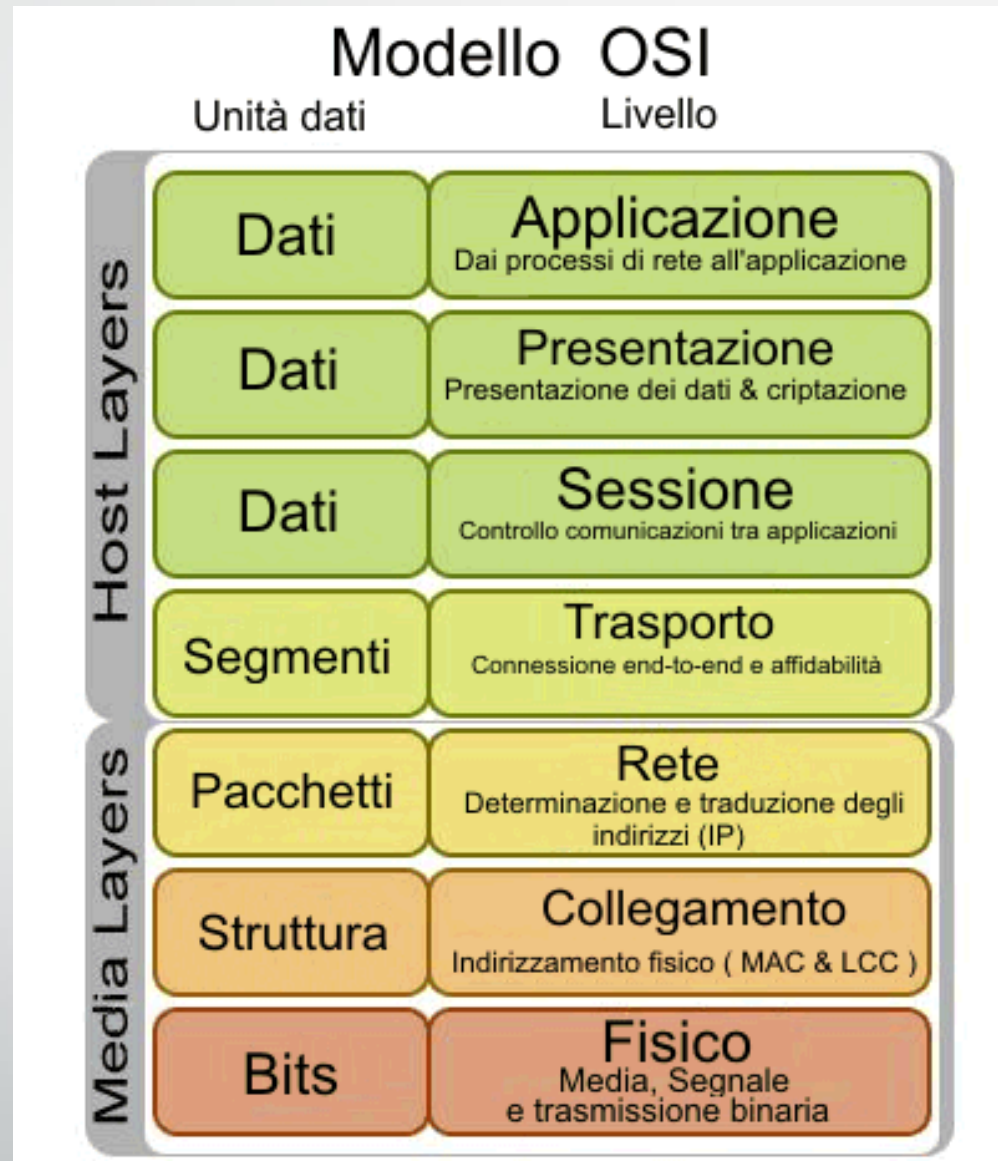 Modello OSI
Unità dati Livello
Host Layers
Dati
Applicazione
Dai processi di rete all'applicazione
Dati
Presentazione
Presentazione dei dati & criptazione
Dati
Sessione
Controllo comunicazioni tra applicazioni
Segmenti
Trasporto
Connessione end-to-end e affidabilità
Media Layers
Pacchetti
Rete
Determinazione e traduzione degli
indirizzi (IP)
Struttura
Collegamento
Indirizzamento fisico ( MAC & LCC )
Bits
Fisico
Media, Segnale
e trasmissione binaria